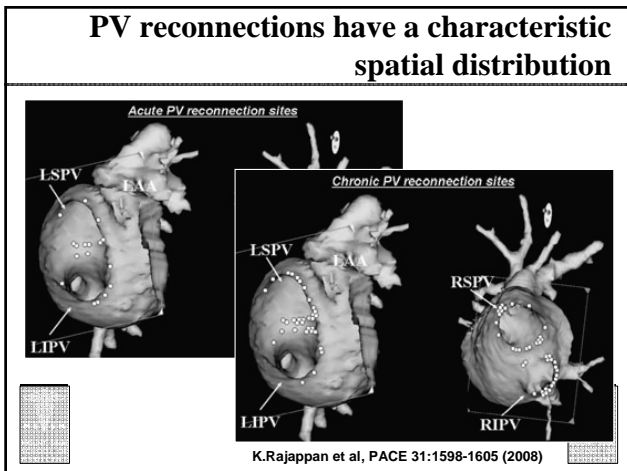 PV reconnections have a characteristic
spatial distribution
Acute PV reconnection sites
LSPV
LAA
LIPV
Chronic PV reconnection sites
LSPV
LAA
LIPV
RSPV
RIPV
K.Rajappan et al, PACE 31:1598-1605 (2008)